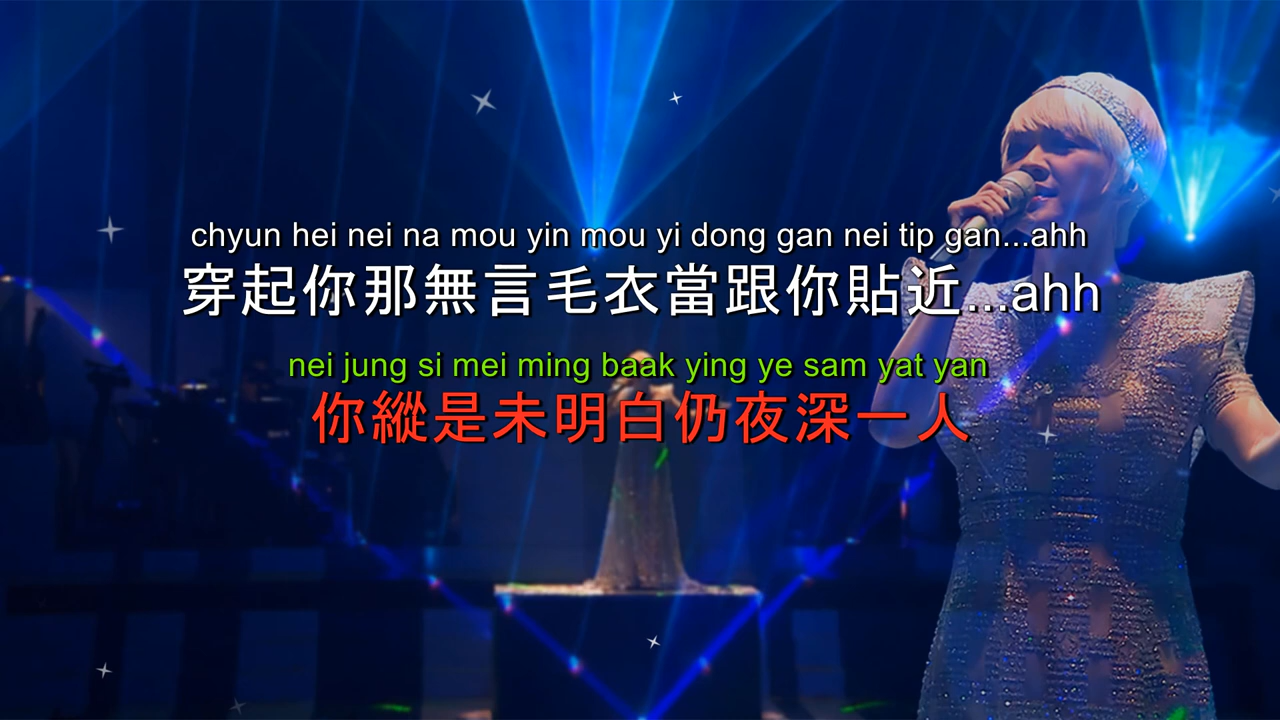 chyun hei nei na mou yin mou yi dong gan nei tip gan...ahh
穿起你那無言毛衣當跟你貼近...ahh
nei jung si mei ming baak ying ye sam yat yan
你縱是未明白仍夜深一人